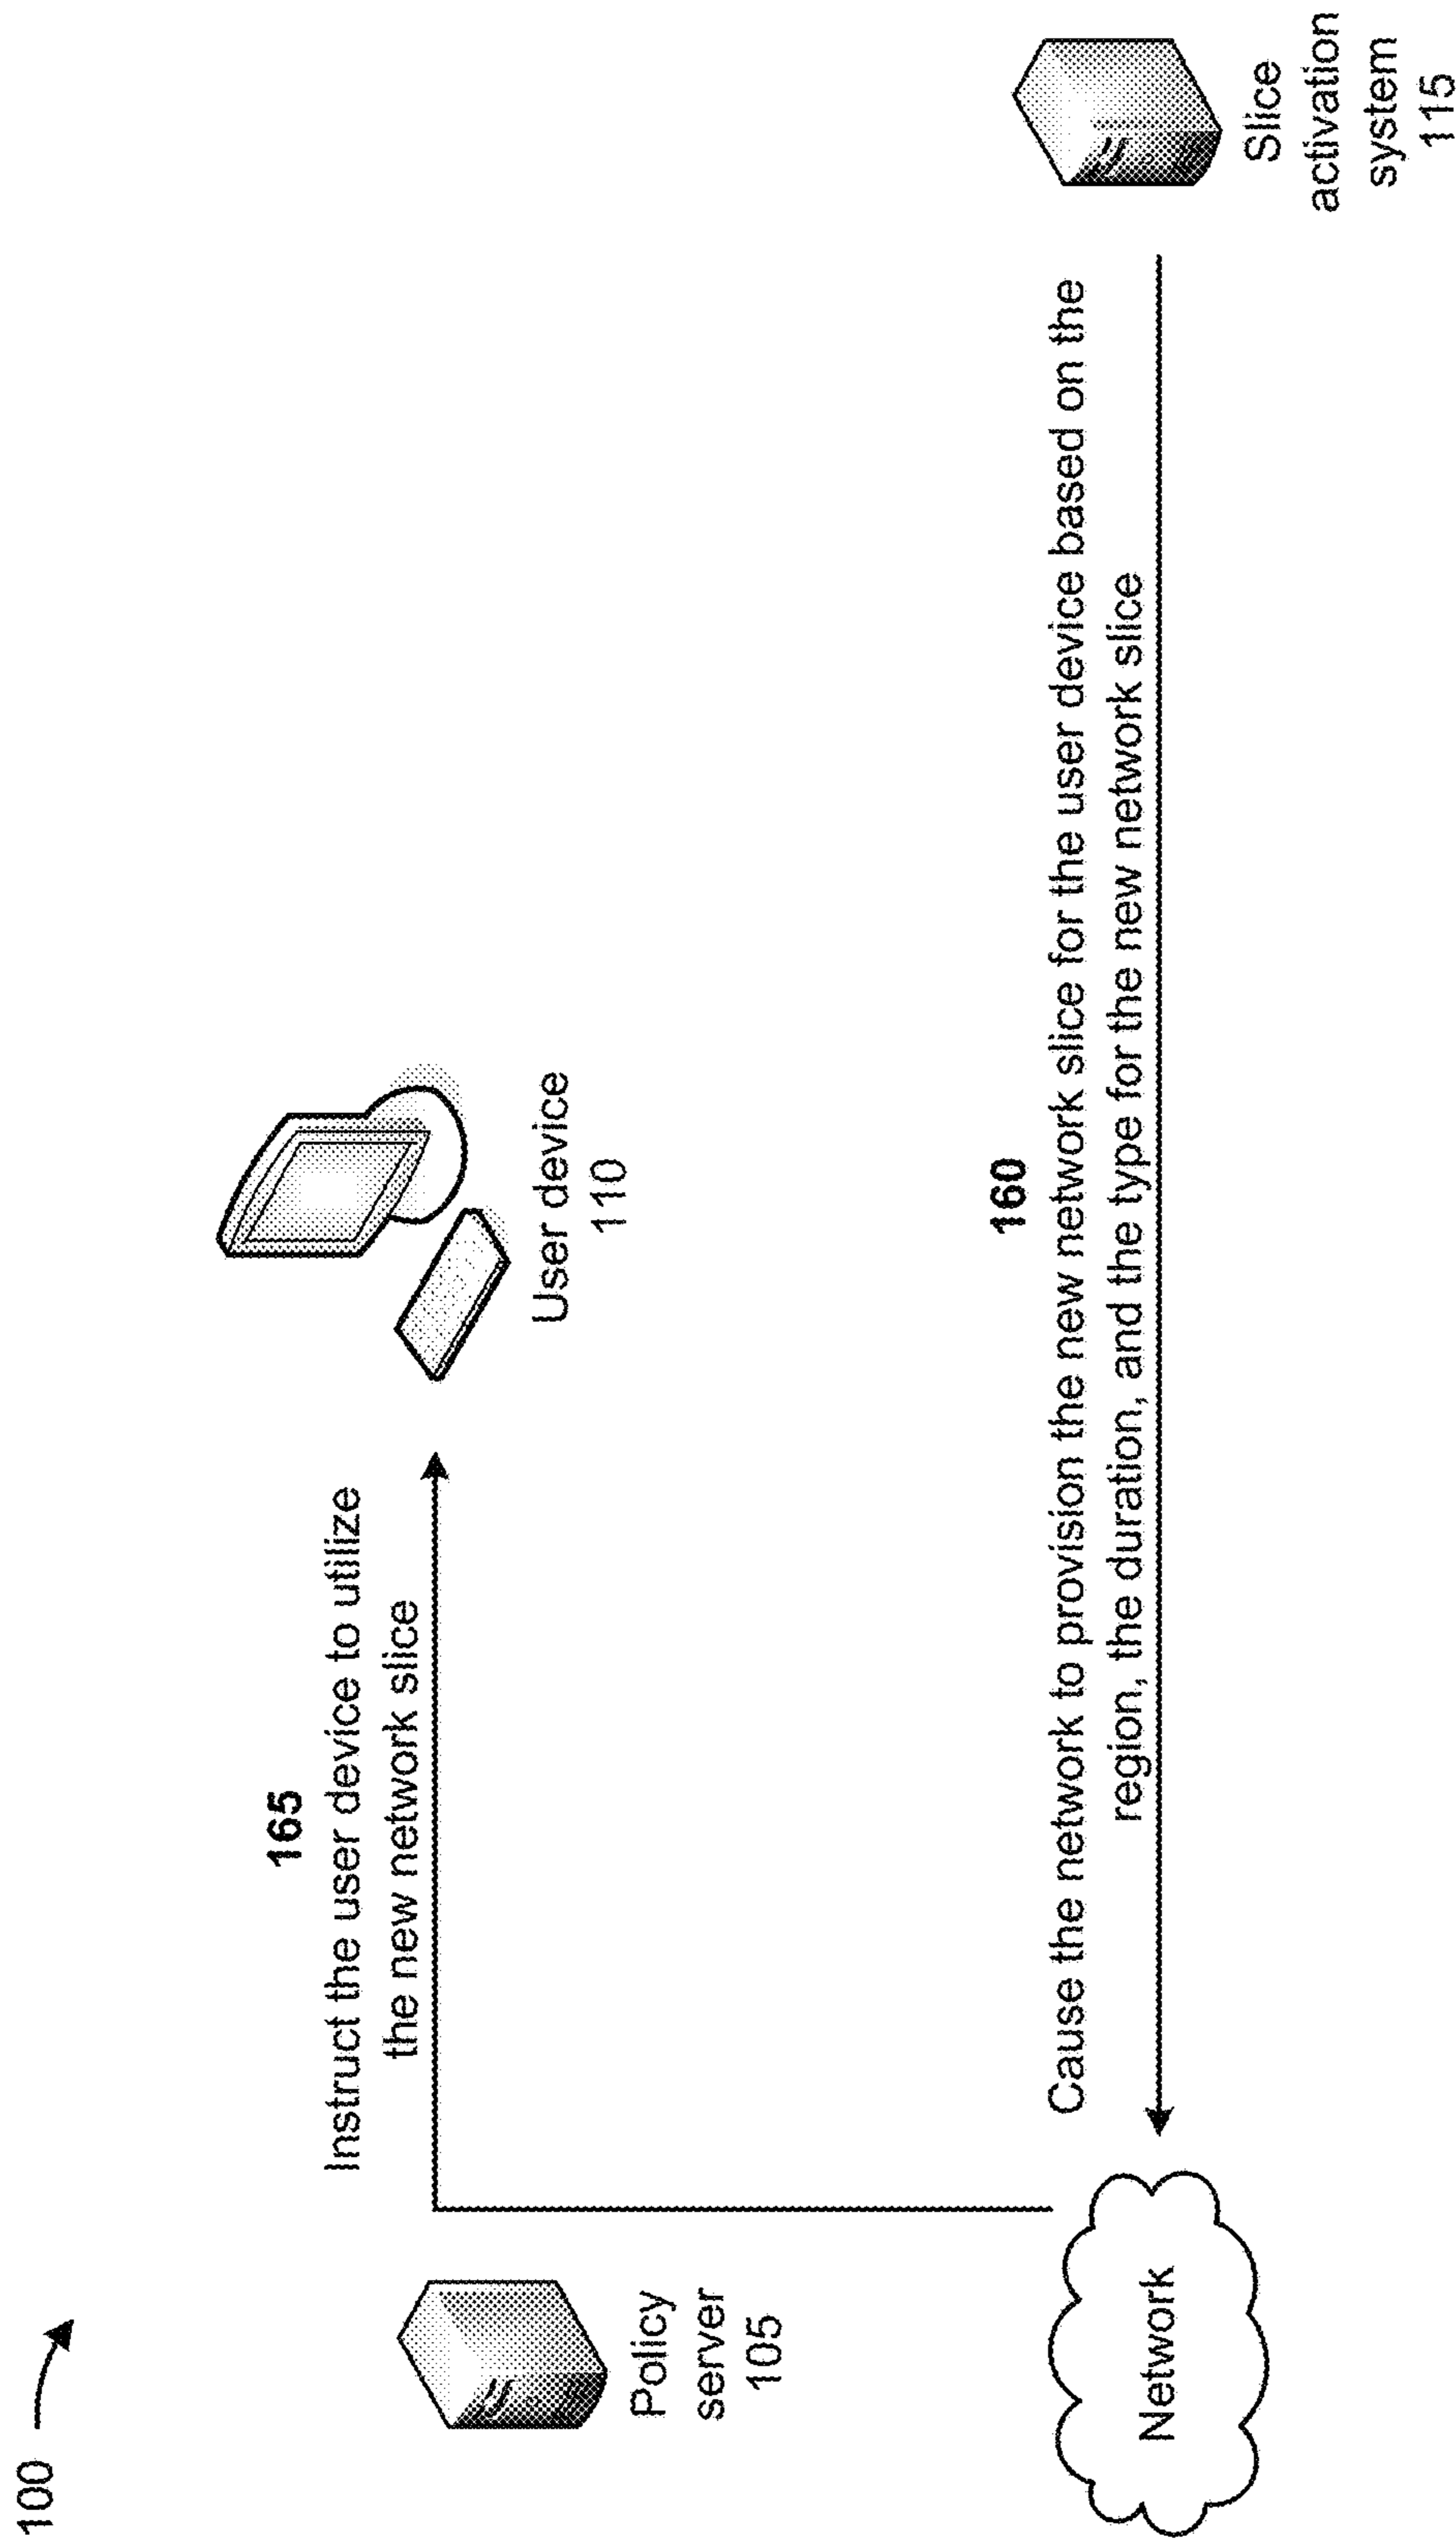 100
165
Instruct the user device to utilize
the new network slice
Policy
server
105
User device
110
160
Cause the network to provision the new network slice for the user device based on the
region, the duration, and the type for the new network slice
Network
Slice
activation
system
115